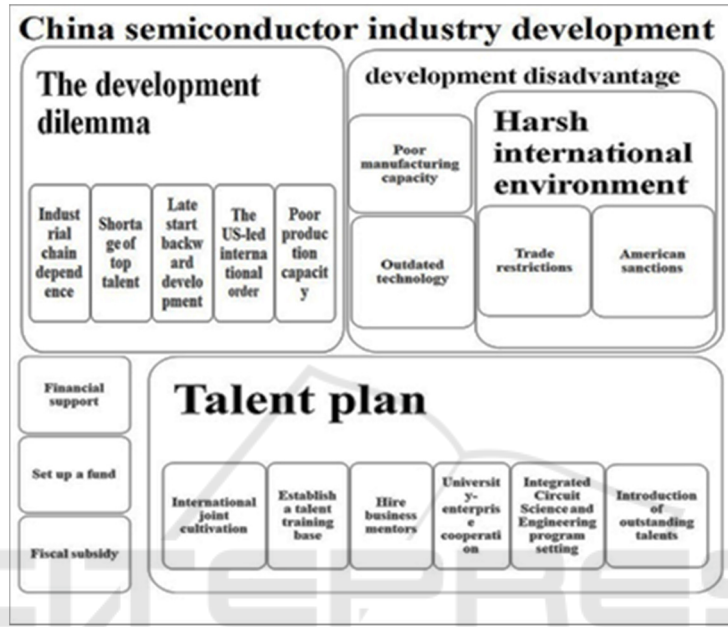 China semiconductor industry development
The development
dilemma
Indust
rial
chain
depend
ence
Shorta
ge of
top
talent
Late
start
backw
ard
develo
pment
The
US-led
interna
tional
order
Poor
produc
tion
capacit
y
development disadvantage
Poor
manufacturing
capacity
Outdated
technology
Harsh
international
environment
Trade
restrictions
American
sanctions
Financial
support
Set up a fund
Fiscal subsidy
Talent plan
International
joint
cultivation
Establish
a talent
training
base
Hire
business
mentors
Universit
y-
enterpris
e
cooperati
on
Integrated
Circuit
Science and
Engineering
program
setting
Introduction
of
outstanding
talents